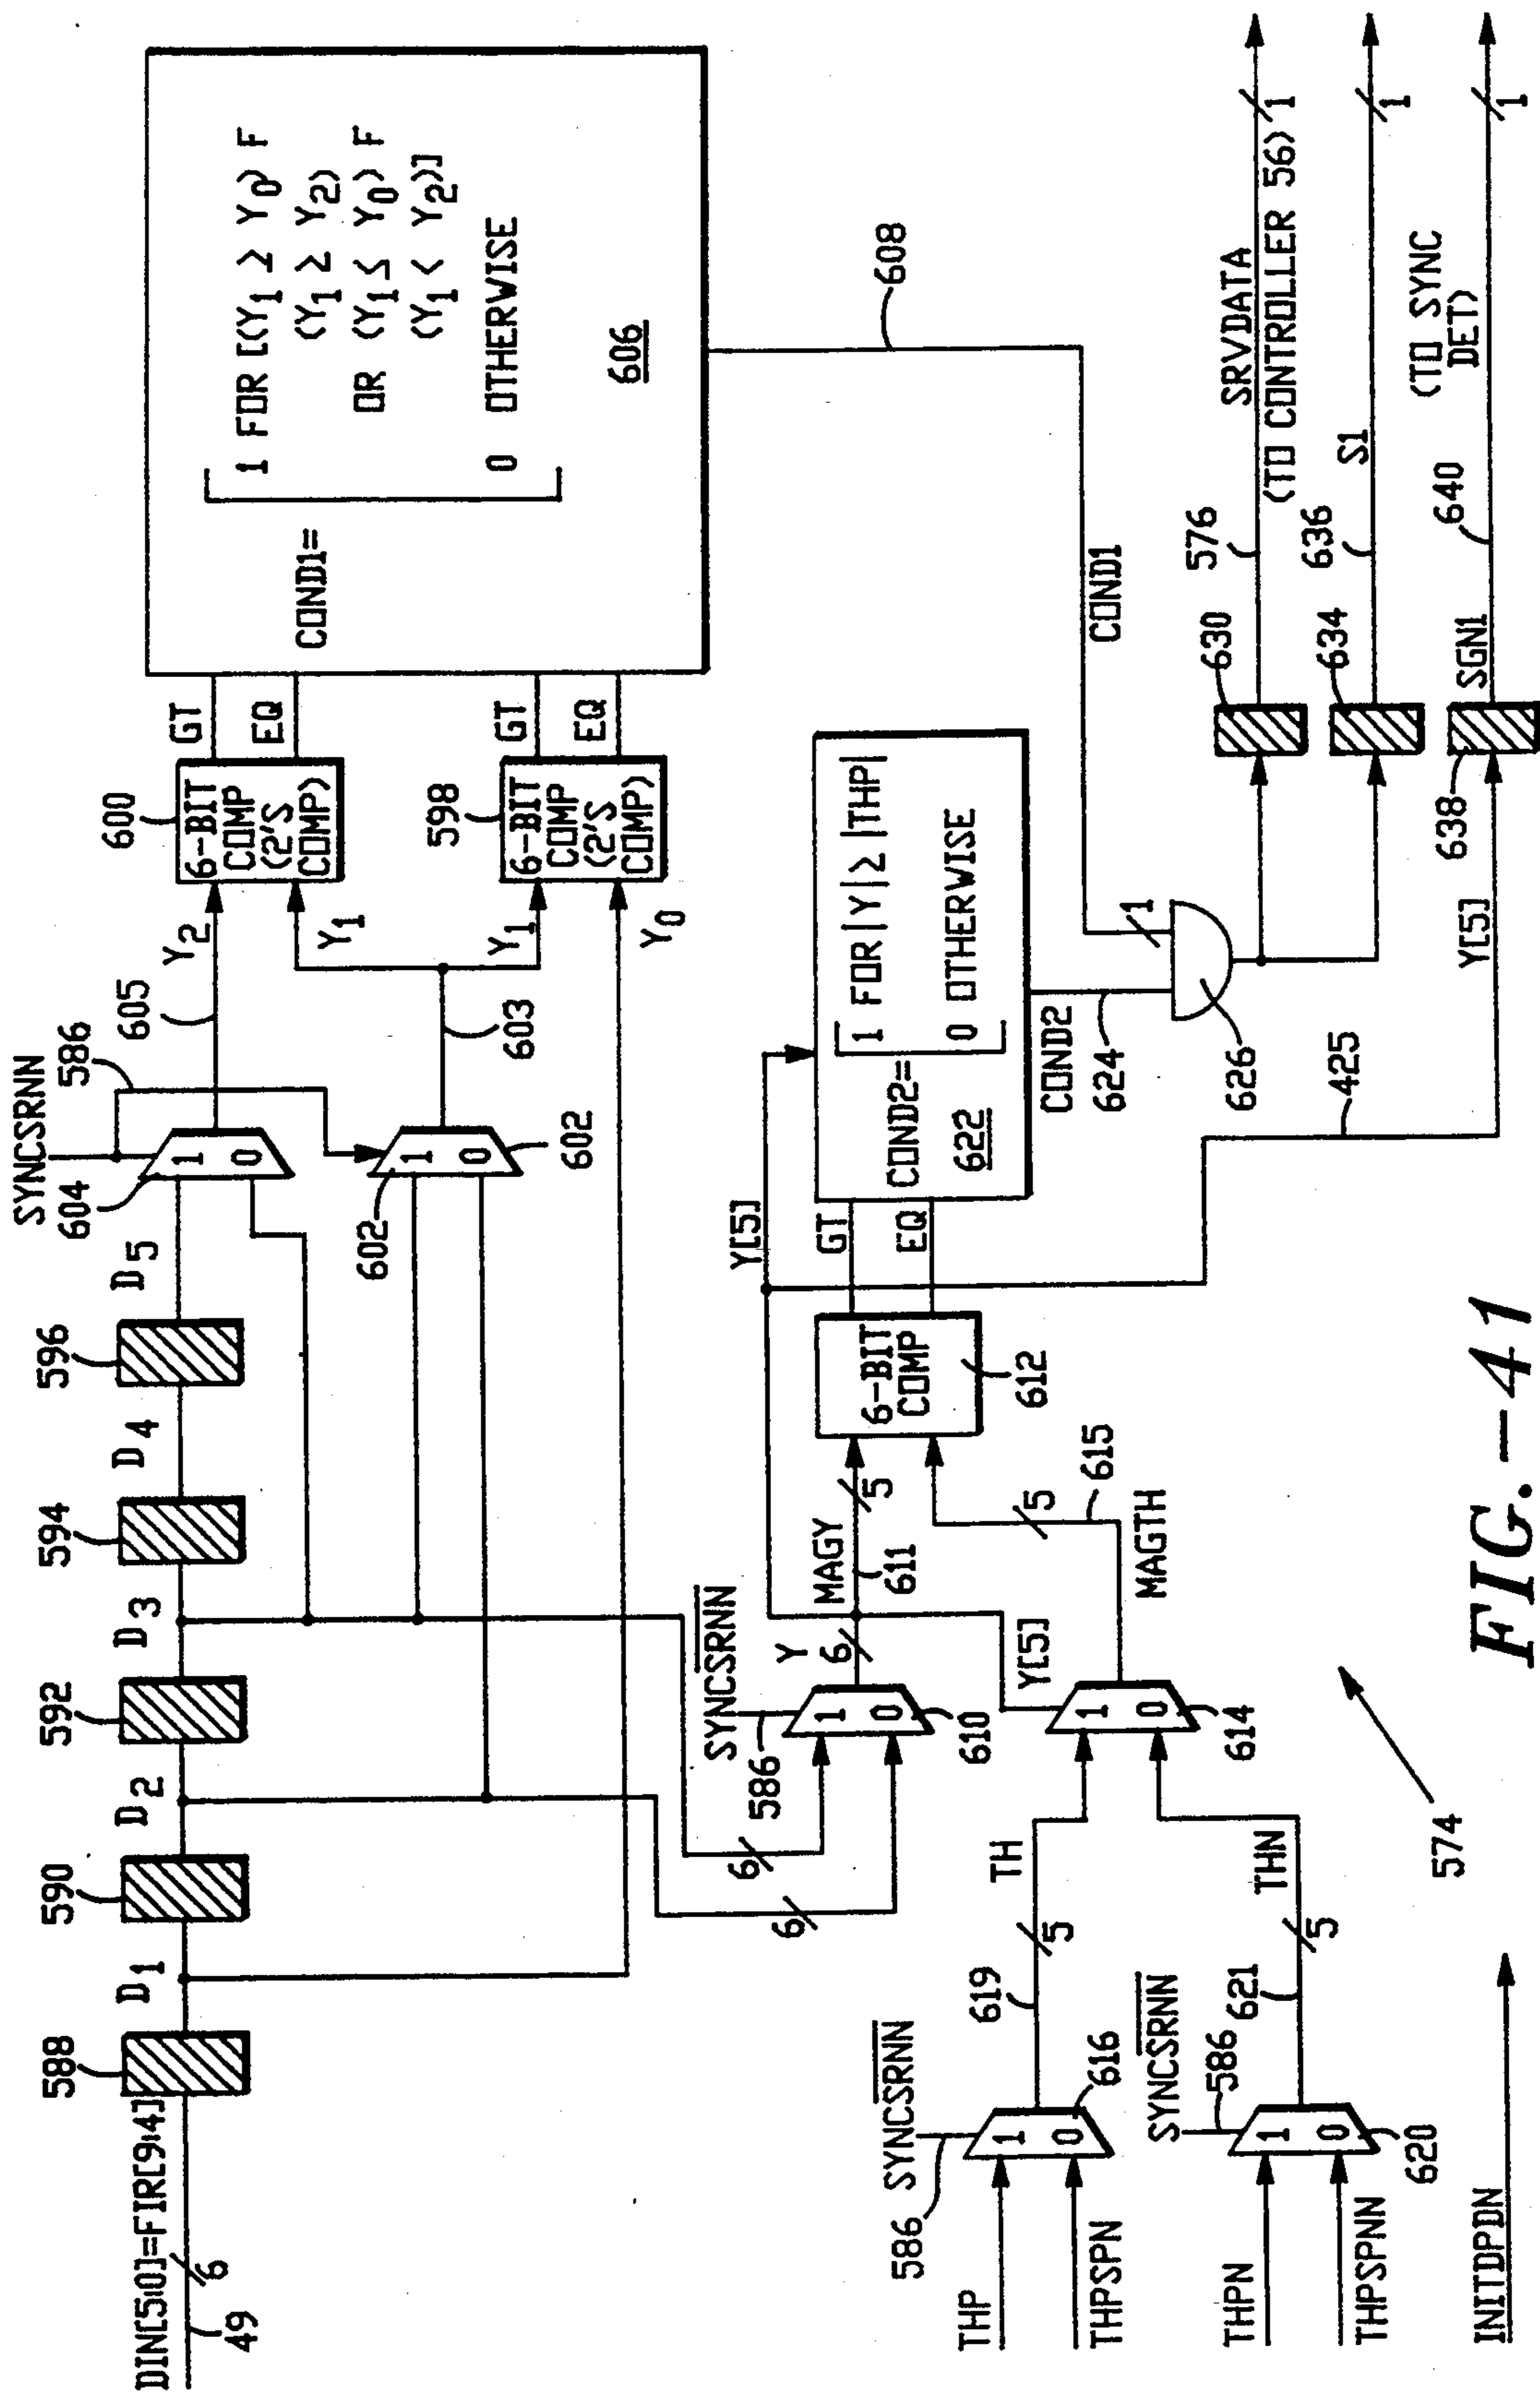 DIN[5:0]=FIR[9:4]
6
49
588
D1
590
D2
592
D3
594
D4
596
D5
SYNCSRNN
604
1
0
586
605
602
1
0
602
603
Y2
Y1
Y1
Y0
600
6-BIT
COMP
(2'S
COMP)
GT
EQ
598
6-BIT
COMP
(2'S
COMP)
GT
EQ
COND1=
1 FOR [(Y1 ≥ Y0) F
(Y1 ≥ Y2)
OR (Y1 ≤ Y0) F
(Y1 < Y2)]
0 OTHERWISE
606
608
COND1
6
6
SYNCSRNN
586
1
0
610
Y
6
MAGY
611
5
Y[5]
6-BIT
COMP
612
GT
EQ
Y[5]
COND2=
1 FOR |Y| ≥ |THP|
0 OTHERWISE
622
COND2
624
626
1
425
Y[5]
THP
THPSPN
586
SYNCSRNN
1
0
616
619
TH
5
THPN
THPSPNN
SYNCSRNN
586
1
0
620
621
THN
5
1
0
614
MAGTH
5
615
630
576
SRVDATA
(TO CONTROLLER 56)
1
634
636
S1
1
638
SGN1
640
(TO SYNC
DET)
1
INITDPDN
574
FIG.-41